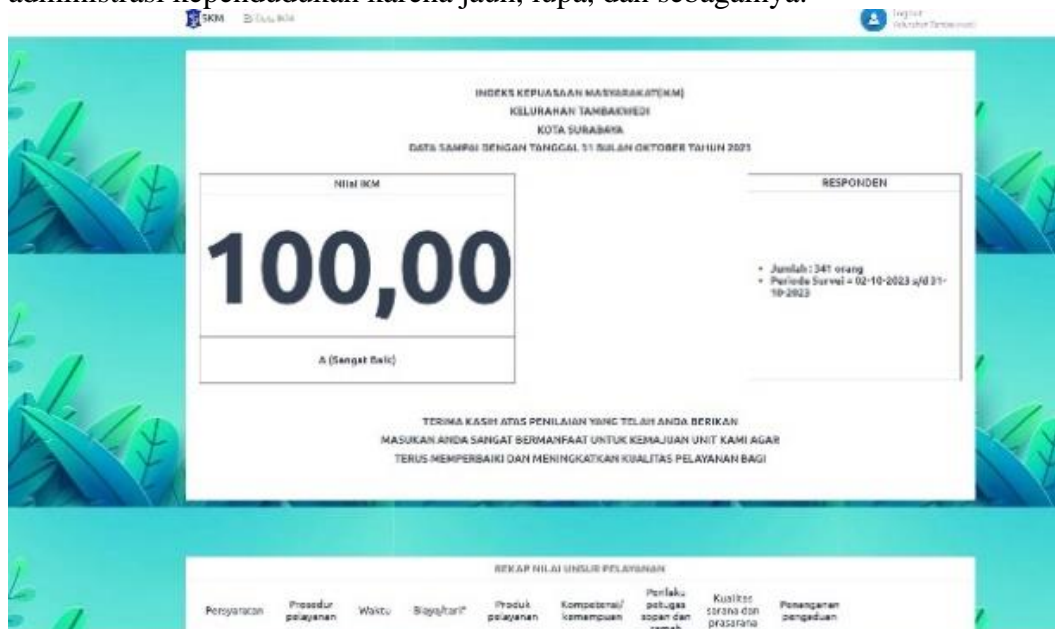 administrasi kependudukan karena jauh, lupa, dan sebagainya.
SKM
INDEKS KEPUASAAN MASYARAKAT(IKM)
KELURAHAN TAMBAKWEDI
KOTA SURABAYA
DATA SAMPAI DENGAN TANGGAL 31 BULAN OKTOBER TAHUN 2023
Nilai IKM
100,00
A (Sangat Baik)
RESPONDEN
• Jumlah : 341 orang
• Periode Survei = 02-10-2023 s/d 31-
10-2023
TERIMA KASIH ATAS PENILAIAN YANG TELAH ANDA BERIKAN
MASUKAN ANDA SANGAT BERMANFAAT UNTUK KEMAJUAN UNIT KAMI AGAR
TERUS MEMPERBAIKI DAN MENINGKATKAN KUALITAS PELAYANAN BAGI
REKAP NILAI UNSUR PELAYANAN
Persyaratan
Prosedur
pelayanan
Waktu
Biaya/tarif*
Produk
pelayanan
Kompetensi/
kemampuan
Perilaku
petugas
sopan dan
ramah
Kualitas
sarana dan
prasarana
Penanganan
pengaduan